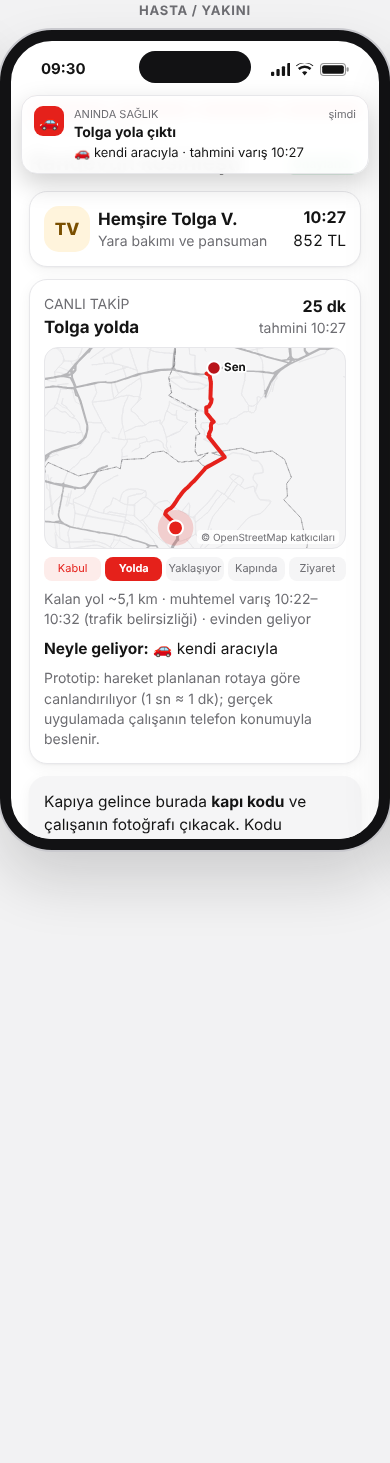 HASTA / YAKINI
09:30
ANINDA SAĞLIK
şimdi
Tolga yola çıktı
🚗 kendi aracıyla · tahmini varış 10:27
TV
Hemşire Tolga V.
10:27
Yara bakımı ve pansuman
852 TL
CANLI TAKİP
25 dk
Tolga yolda
tahmini 10:27
Sen
© OpenStreetMap katkıcıları
Kabul
Yolda
Yaklaşıyor
Kapında
Ziyaret
Kalan yol ~5,1 km · muhtemel varış 10:22–
10:32 (trafik belirsizliği) · evinden geliyor
Neyle geliyor: 🚗 kendi aracıyla
Prototip: hareket planlanan rotaya göre
canlandırılıyor (1 sn ≈ 1 dk); gerçek
uygulamada çalışanın telefon konumuyla
beslenir.
Kapıya gelince burada kapı kodu ve
çalışanın fotoğrafı çıkacak. Kodu